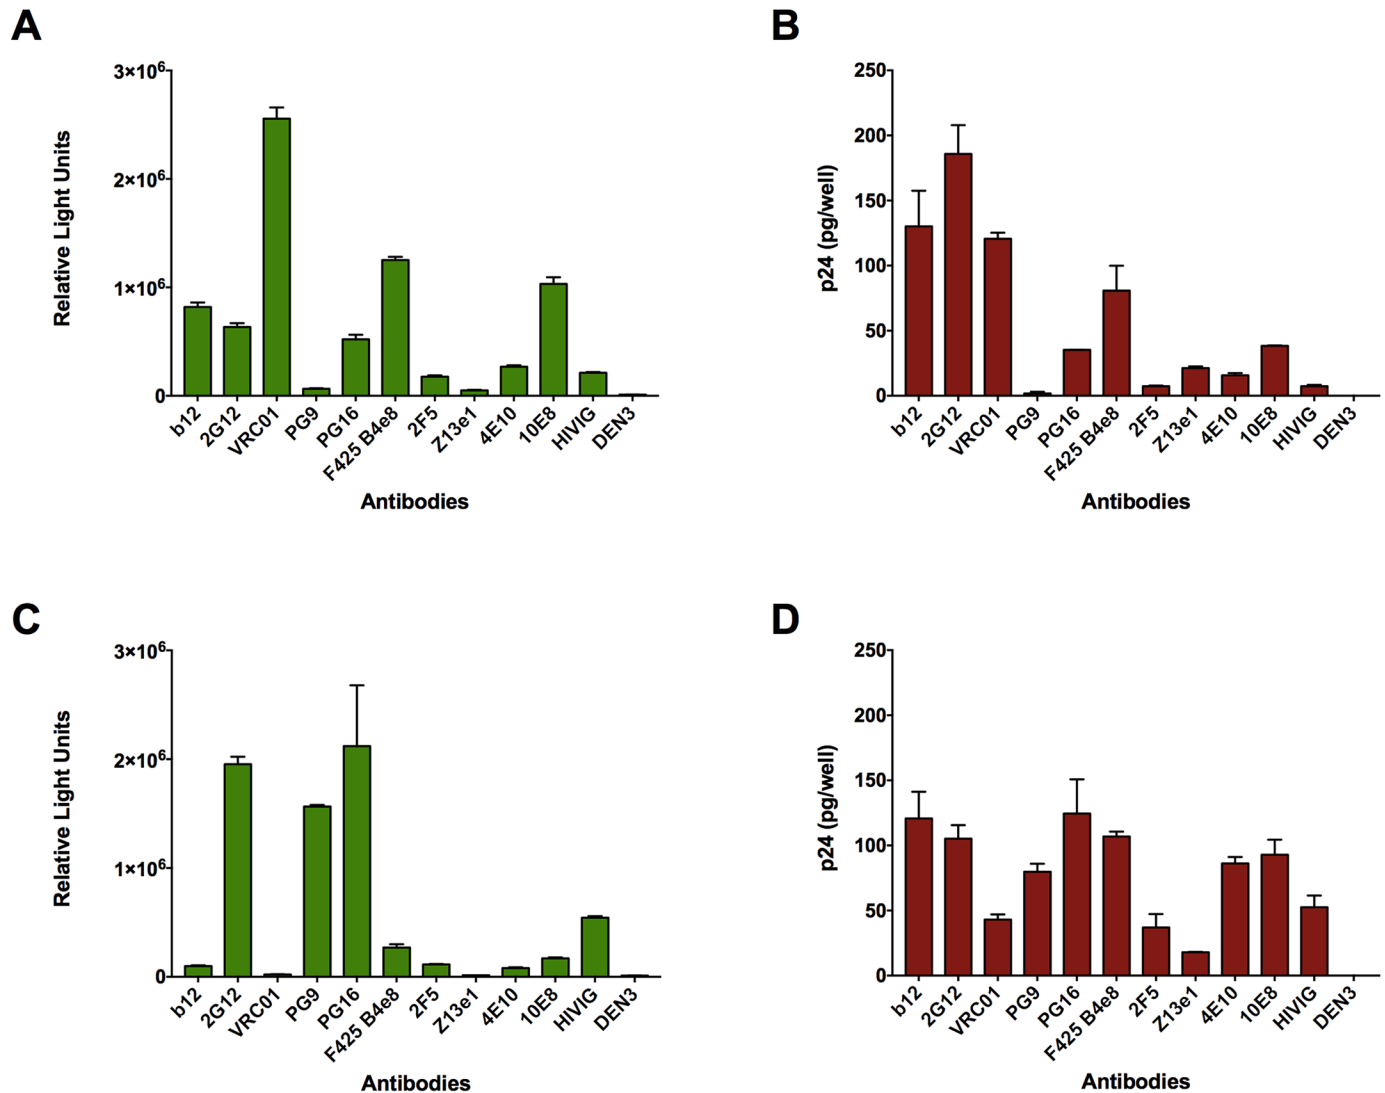 A
Relative Light Units
3×10⁶
2×10⁶
1×10⁶
0
b12
2G12
VRC01
PG9
PG16
F425 B4e8
2F5
Z13e1
4E10
10E8
HIVIG
DEN3
Antibodies
B
p24 (pg/well)
250
200
150
100
50
0
b12
2G12
VRC01
PG9
PG16
F425 B4e8
2F5
Z13e1
4E10
10E8
HIVIG
DEN3
Antibodies
C
Relative Light Units
3×10⁶
2×10⁶
1×10⁶
0
b12
2G12
VRC01
PG9
PG16
F425 B4e8
2F5
Z13e1
4E10
10E8
HIVIG
DEN3
Antibodies
D
p24 (pg/well)
250
200
150
100
50
0
b12
2G12
VRC01
PG9
PG16
F425 B4e8
2F5
Z13e1
4E10
10E8
HIVIG
DEN3
Antibodies